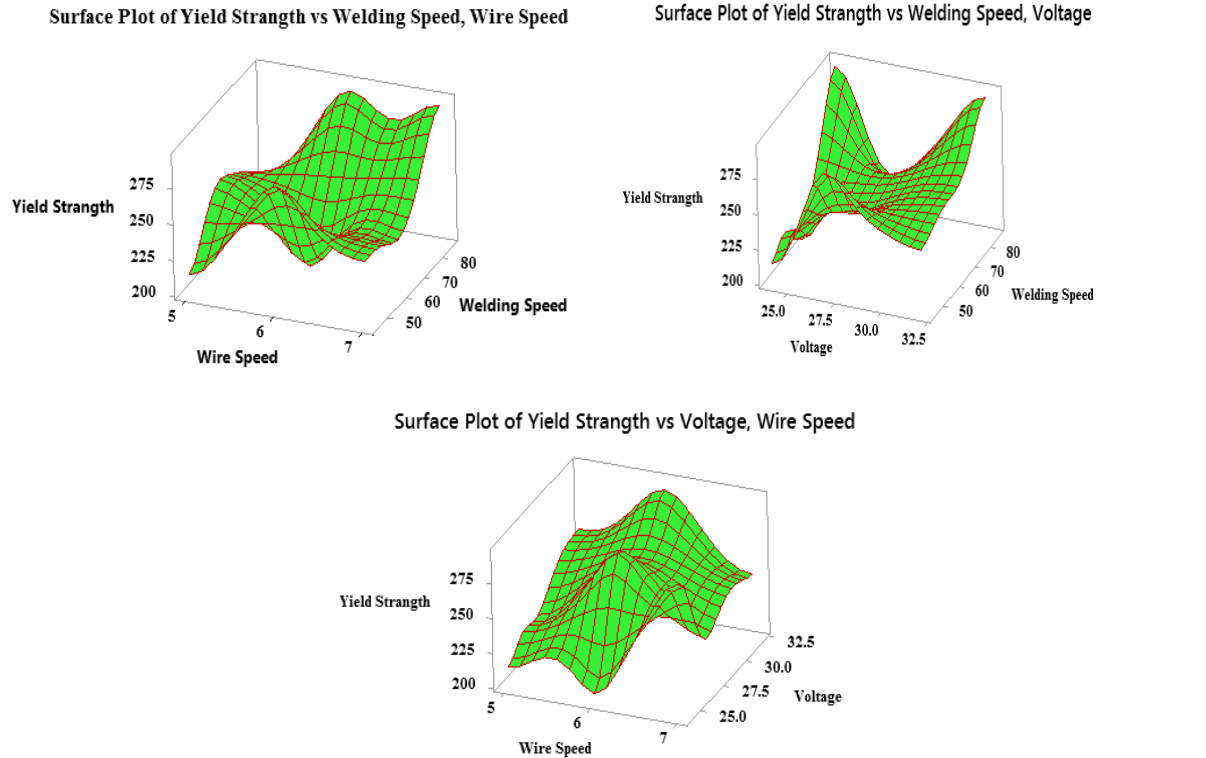 Surface Plot of Yield Strangth vs Welding Speed, Wire Speed
275
250
225
200
Yield Strangth
5
6
7
Wire Speed
50
60
70
80
Welding Speed
Surface Plot of Yield Strangth vs Welding Speed, Voltage
275
250
225
200
Yield Strangth
25.0
27.5
30.0
32.5
Voltage
50
60
70
80
Welding Speed
Surface Plot of Yield Strangth vs Voltage, Wire Speed
275
250
225
200
Yield Strangth
5
6
7
Wire Speed
25.0
27.5
30.0
32.5
Voltage